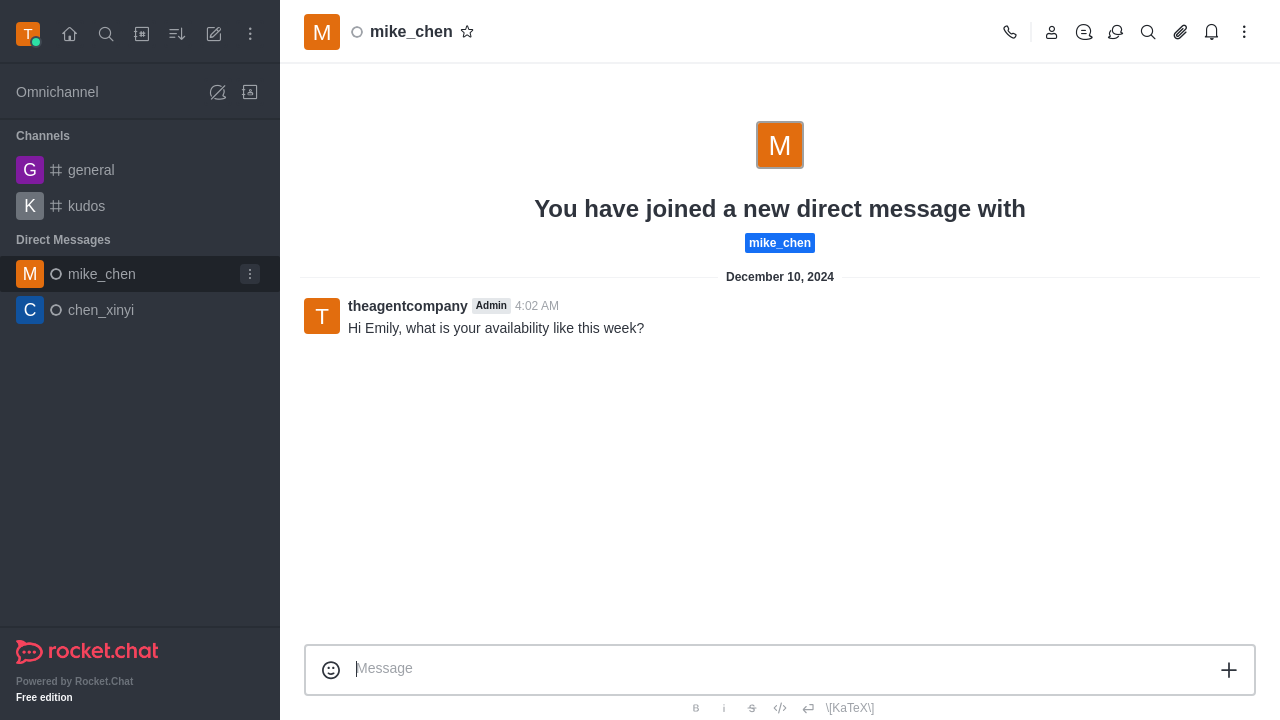 T
Omnichannel
Channels
G general
K kudos
Direct Messages
M mike_chen
C chen_xinyi
rocket.chat
Powered by Rocket.Chat
Free edition
M mike_chen
M
You have joined a new direct message with
mike_chen
December 10, 2024
T theagentcompany Admin 4:02 AM
Hi Emily, what is your availability like this week?
Message
B i S </> \[KaTeX\]